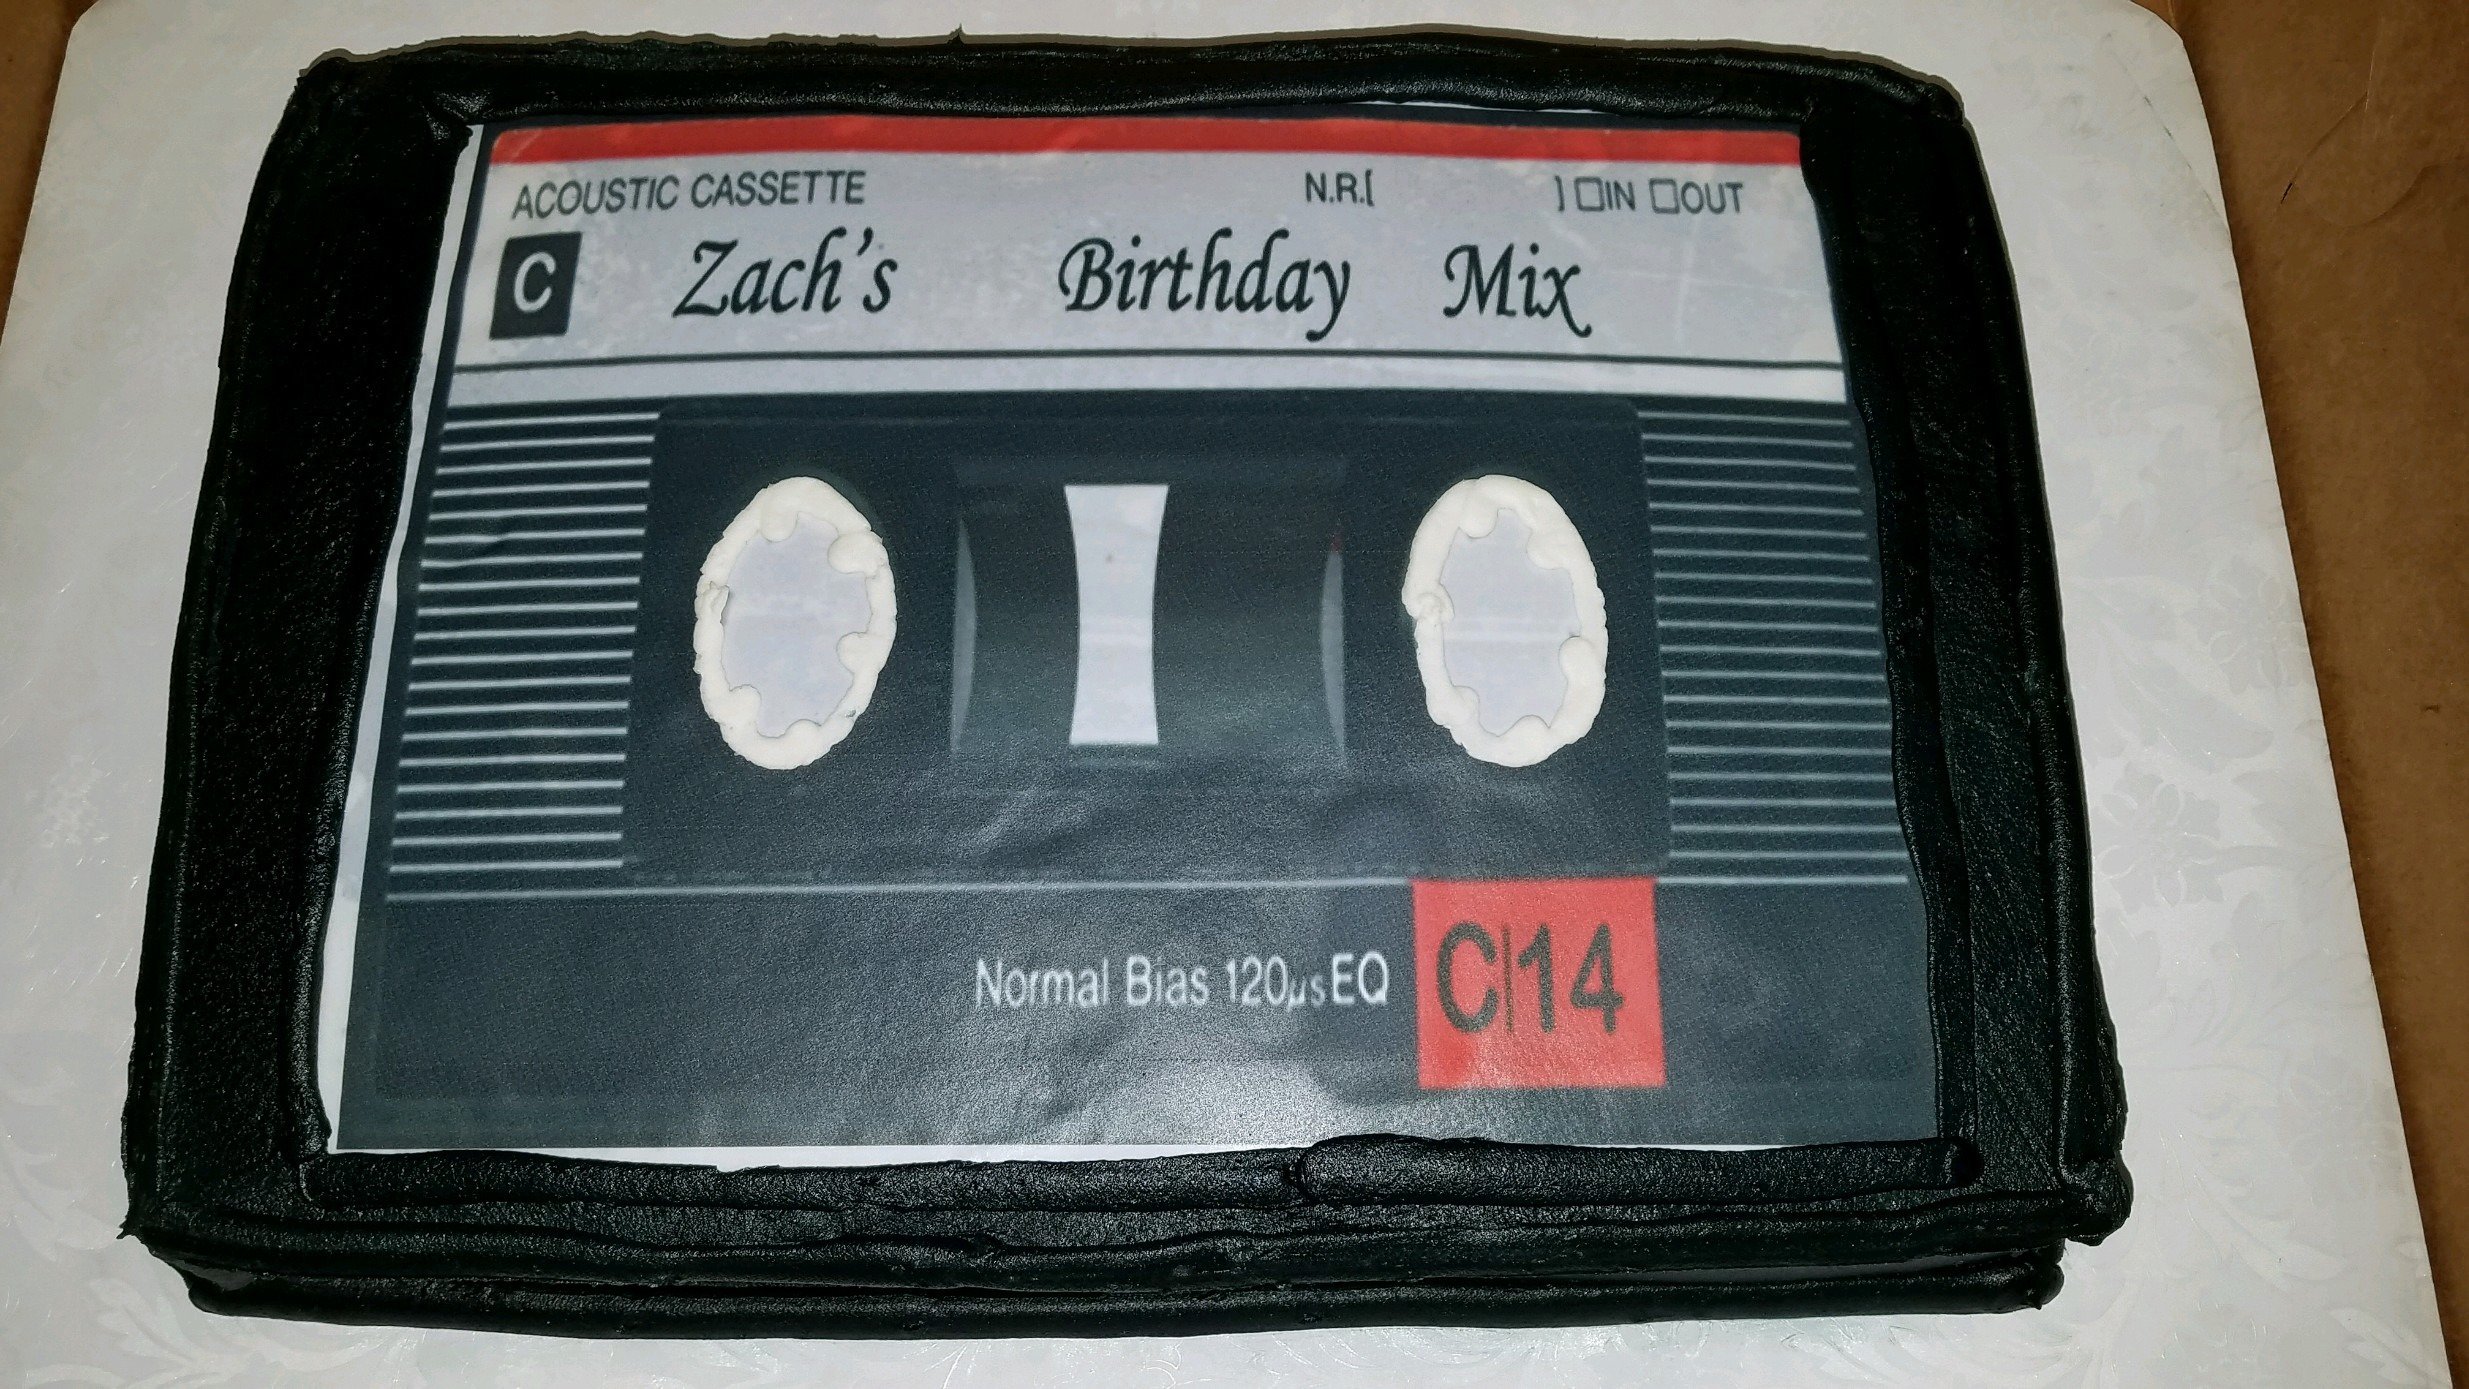 ACOUSTIC CASSETTE N.R.[ ] □IN □OUT
C Zach's Birthday Mix
Normal Bias 120µs EQ C|14